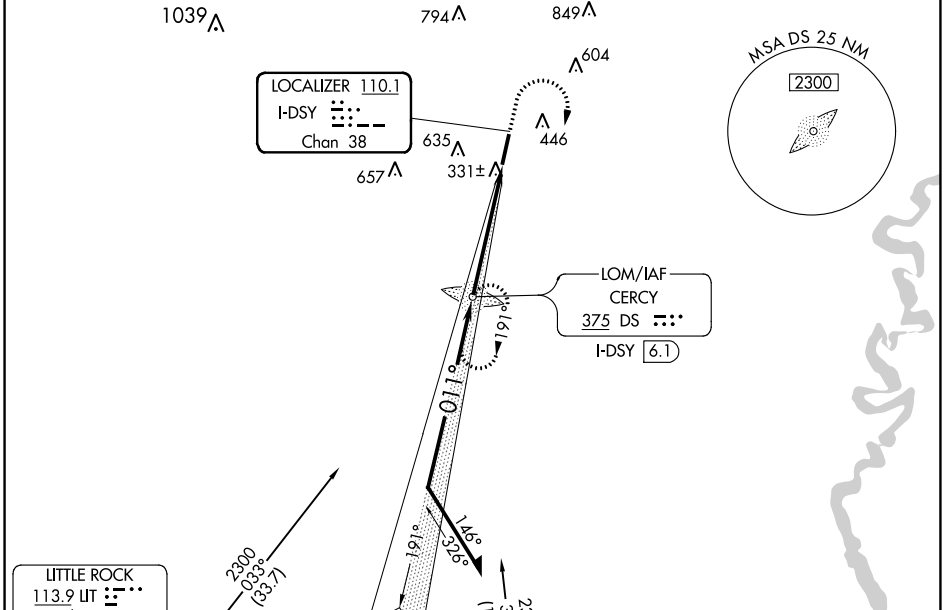 1039
794
849
604
MSA DS 25 NM
2300
LOCALIZER 110.1
I-DSY
Chan 38
446
635
331±
657
LOM/IAF
CERCY
375 DS
I-DSY 6.1
191°
011°
146°
326°
191°
2300
033°
(33.7)
LITTLE ROCK
113.9 LIT